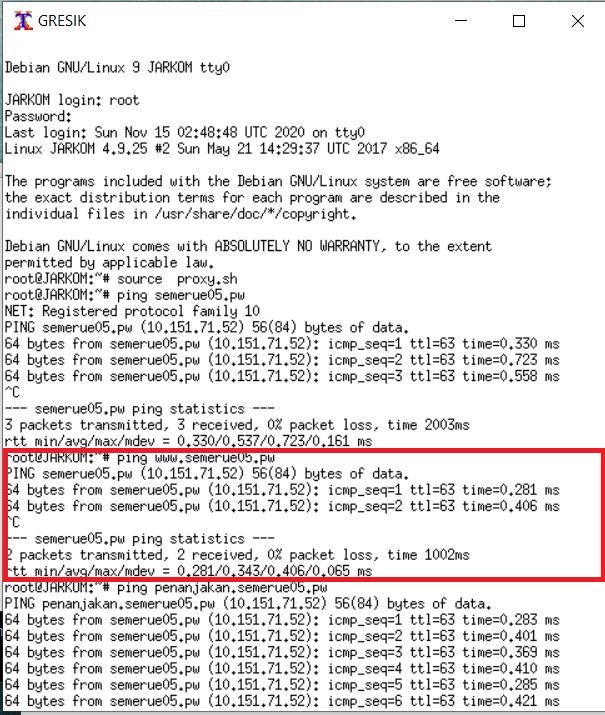 GRESIK
Debian GNU/Linux 9 JARKOM tty0
JARKOM login: root
Password:
Last login: Sun Nov 15 02:48:48 UTC 2020 on tty0
Linux JARKOM 4.9.25 #2 Sun May 21 14:29:37 UTC 2017 x86_64
The programs included with the Debian GNU/Linux system are free software;
the exact distribution terms for each program are described in the
individual files in /usr/share/doc/*/copyright.
Debian GNU/Linux comes with ABSOLUTELY NO WARRANTY, to the extent
permitted by applicable law.
root@JARKOM:~# source  proxy.sh
root@JARKOM:~# ping semerue05.pw
NET: Registered protocol family 10
PING semerue05.pw (10.151.71.52) 56(84) bytes of data.
64 bytes from semerue05.pw (10.151.71.52): icmp_seq=1 ttl=63 time=0.330 ms
64 bytes from semerue05.pw (10.151.71.52): icmp_seq=2 ttl=63 time=0.723 ms
64 bytes from semerue05.pw (10.151.71.52): icmp_seq=3 ttl=63 time=0.558 ms
^C
--- semerue05.pw ping statistics ---
3 packets transmitted, 3 received, 0% packet loss, time 2003ms
rtt min/avg/max/mdev = 0.330/0.537/0.723/0.161 ms
root@JARKOM:~# ping www.semerue05.pw
PING semerue05.pw (10.151.71.52) 56(84) bytes of data.
64 bytes from semerue05.pw (10.151.71.52): icmp_seq=1 ttl=63 time=0.281 ms
64 bytes from semerue05.pw (10.151.71.52): icmp_seq=2 ttl=63 time=0.406 ms
^C
--- semerue05.pw ping statistics ---
2 packets transmitted, 2 received, 0% packet loss, time 1002ms
rtt min/avg/max/mdev = 0.281/0.343/0.406/0.065 ms
root@JARKOM:~# ping penanjakan.semerue05.pw
PING penanjakan.semerue05.pw (10.151.71.52) 56(84) bytes of data.
64 bytes from semerue05.pw (10.151.71.52): icmp_seq=1 ttl=63 time=0.283 ms
64 bytes from semerue05.pw (10.151.71.52): icmp_seq=2 ttl=63 time=0.401 ms
64 bytes from semerue05.pw (10.151.71.52): icmp_seq=3 ttl=63 time=0.369 ms
64 bytes from semerue05.pw (10.151.71.52): icmp_seq=4 ttl=63 time=0.410 ms
64 bytes from semerue05.pw (10.151.71.52): icmp_seq=5 ttl=63 time=0.285 ms
64 bytes from semerue05.pw (10.151.71.52): icmp_seq=6 ttl=63 time=0.421 ms